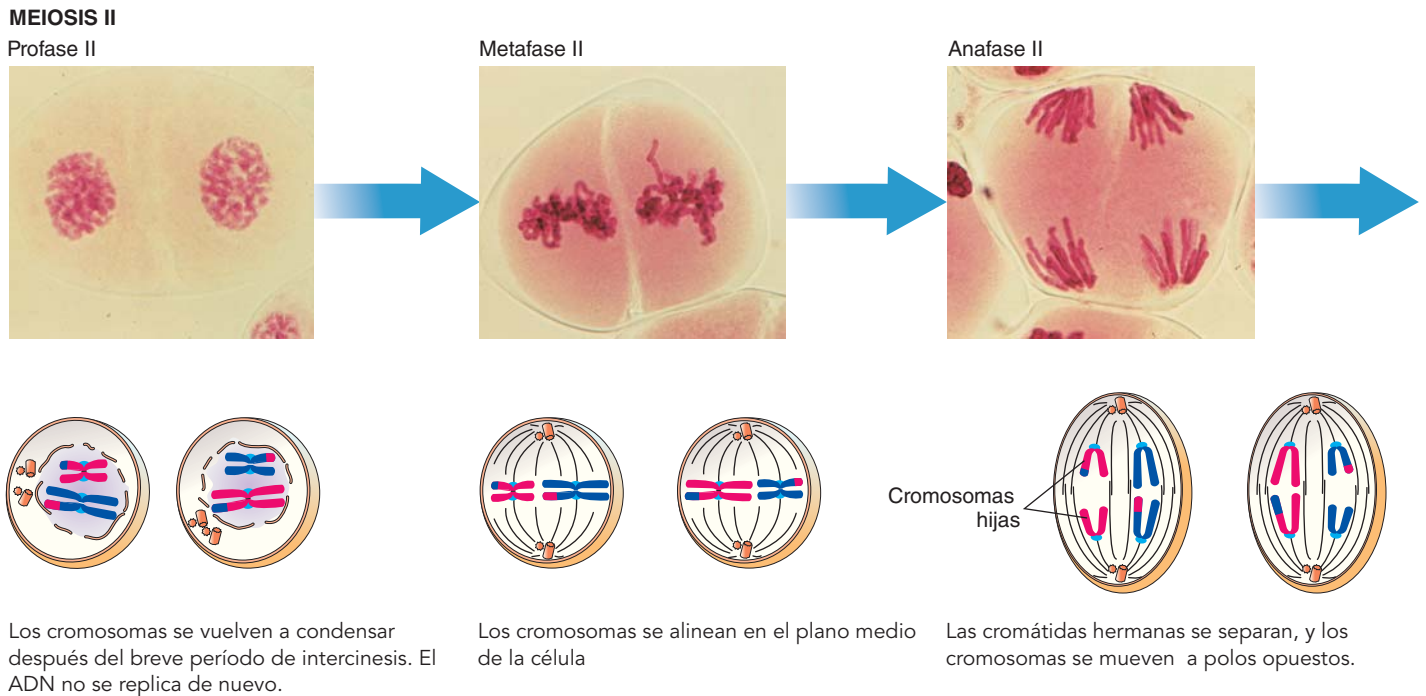 MEIOSIS II
Profase II
Metafase II
Anafase II
Cromosomas
hijas
Los cromosomas se vuelven a condensar
después del breve período de intercinesis. El
ADN no se replica de nuevo.
Los cromosomas se alinean en el plano medio
de la célula
Las cromátidas hermanas se separan, y los
cromosomas se mueven a polos opuestos.